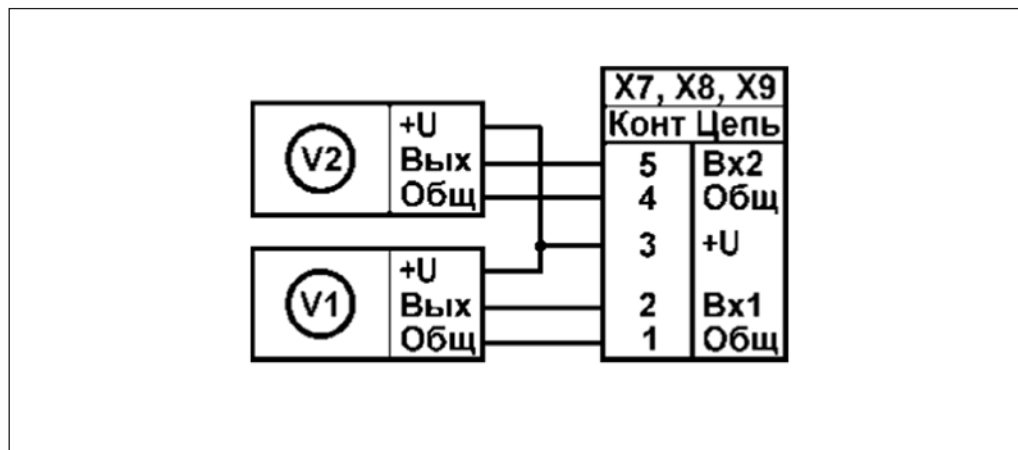 X7, X8, X9
Конт Цепь
V2
+U
Вых
Общ
5 Вх2
4 Общ
3 +U
V1
+U
Вых
Общ
2 Вх1
1 Общ